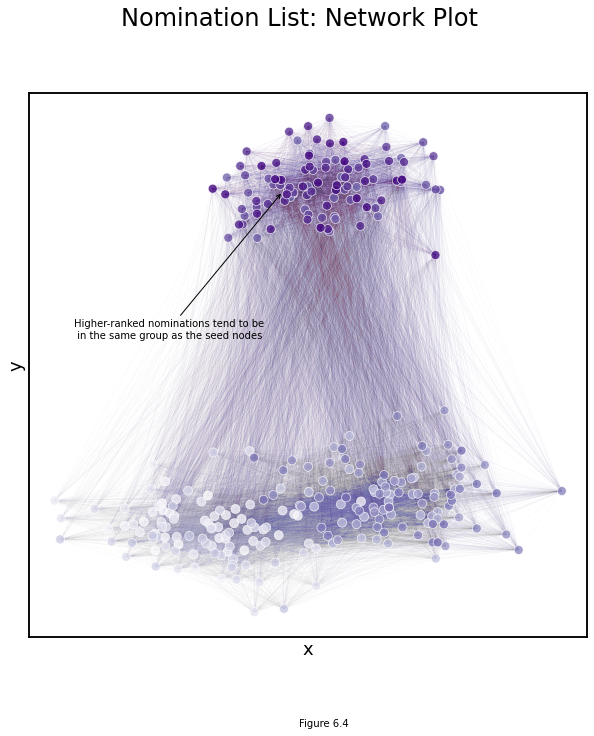 Nomination List: Network Plot
Higher-ranked nominations tend to be
in the same group as the seed nodes
y
x
Figure 6.4